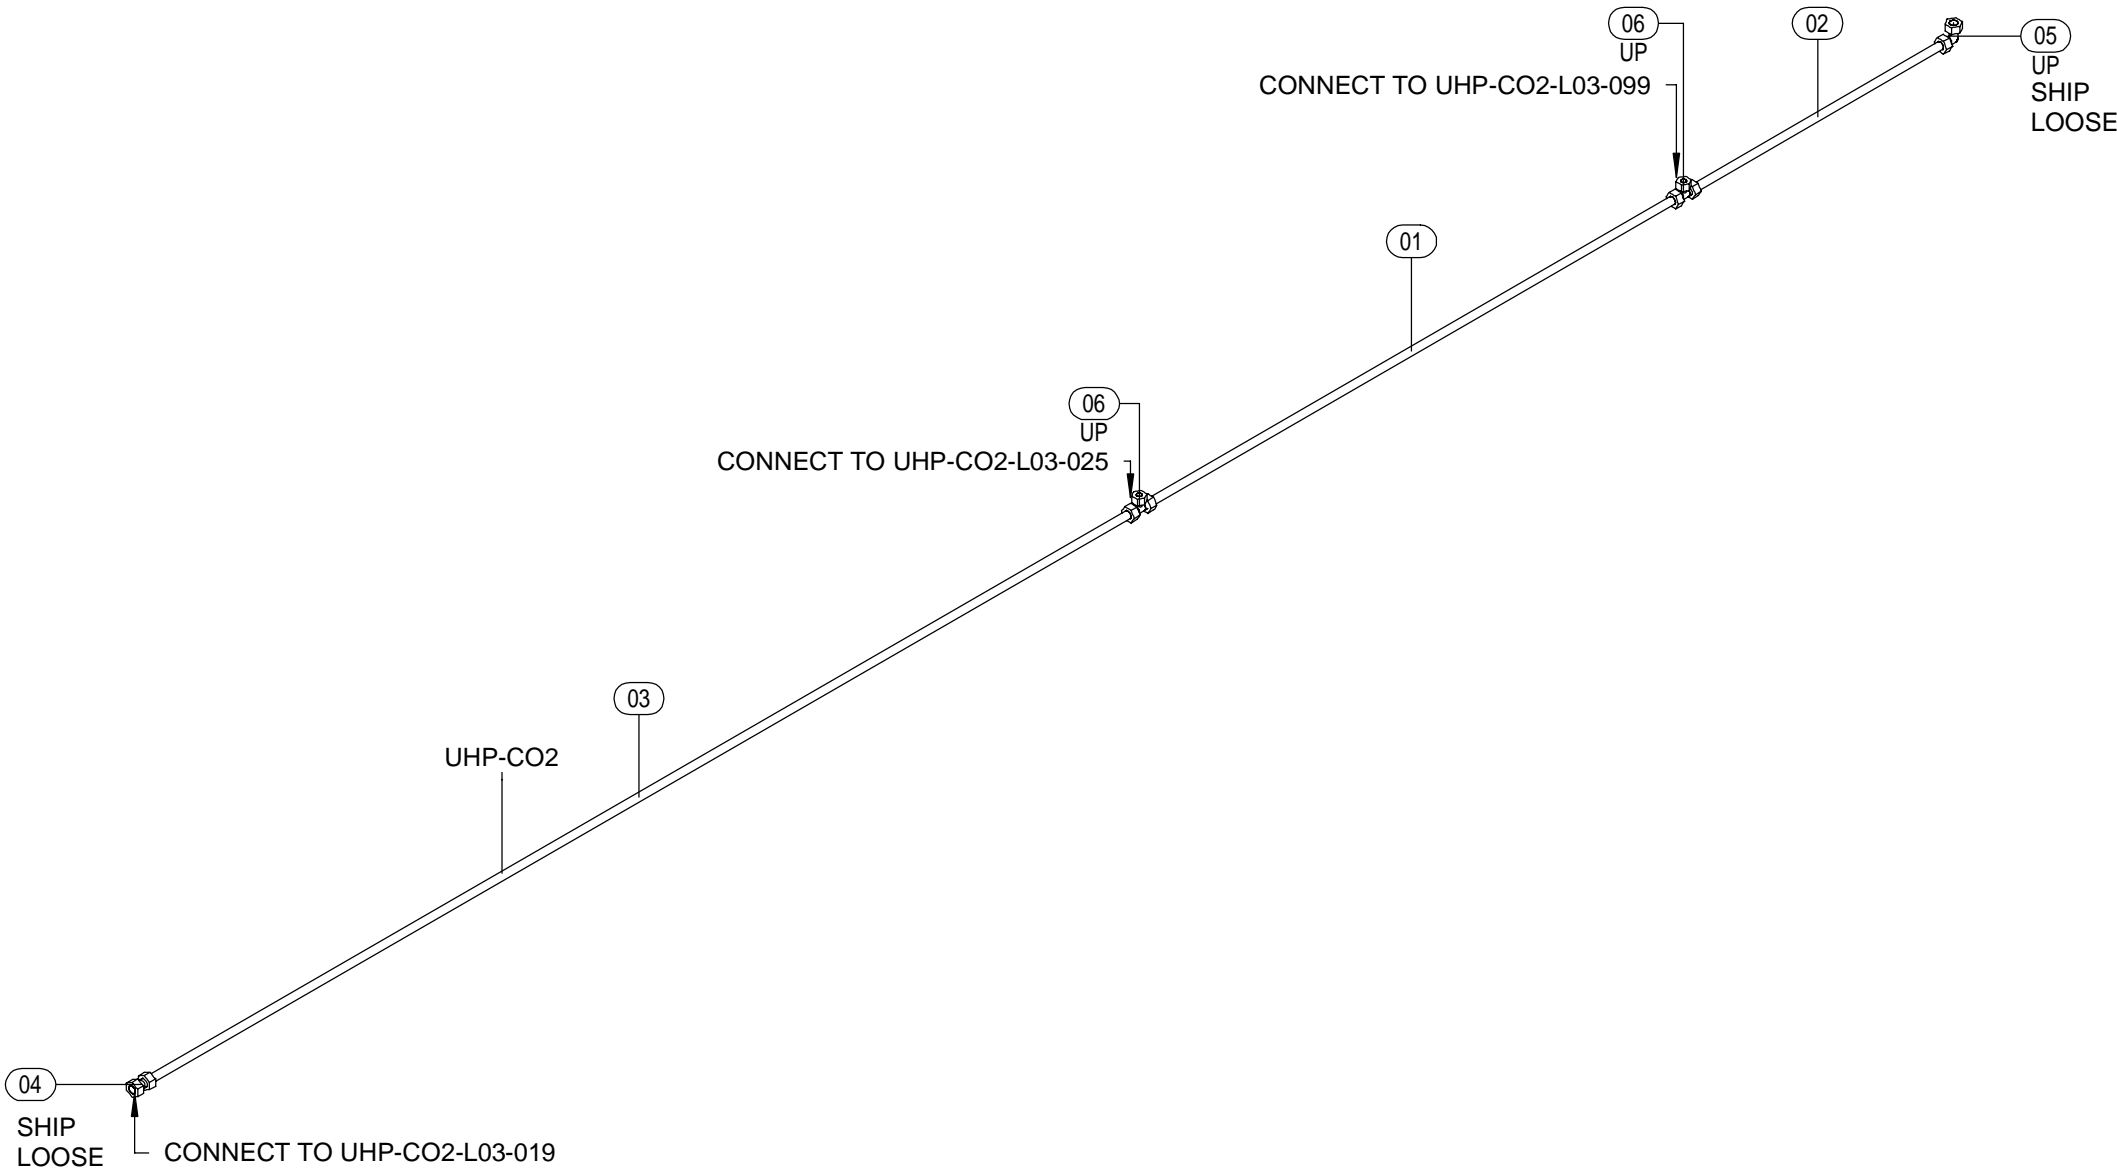 06
UP
CONNECT TO UHP-CO2-L03-099
02
05
UP
SHIP
LOOSE
01
06
UP
CONNECT TO UHP-CO2-L03-025
03
UHP-CO2
04
SHIP
LOOSE
CONNECT TO UHP-CO2-L03-019